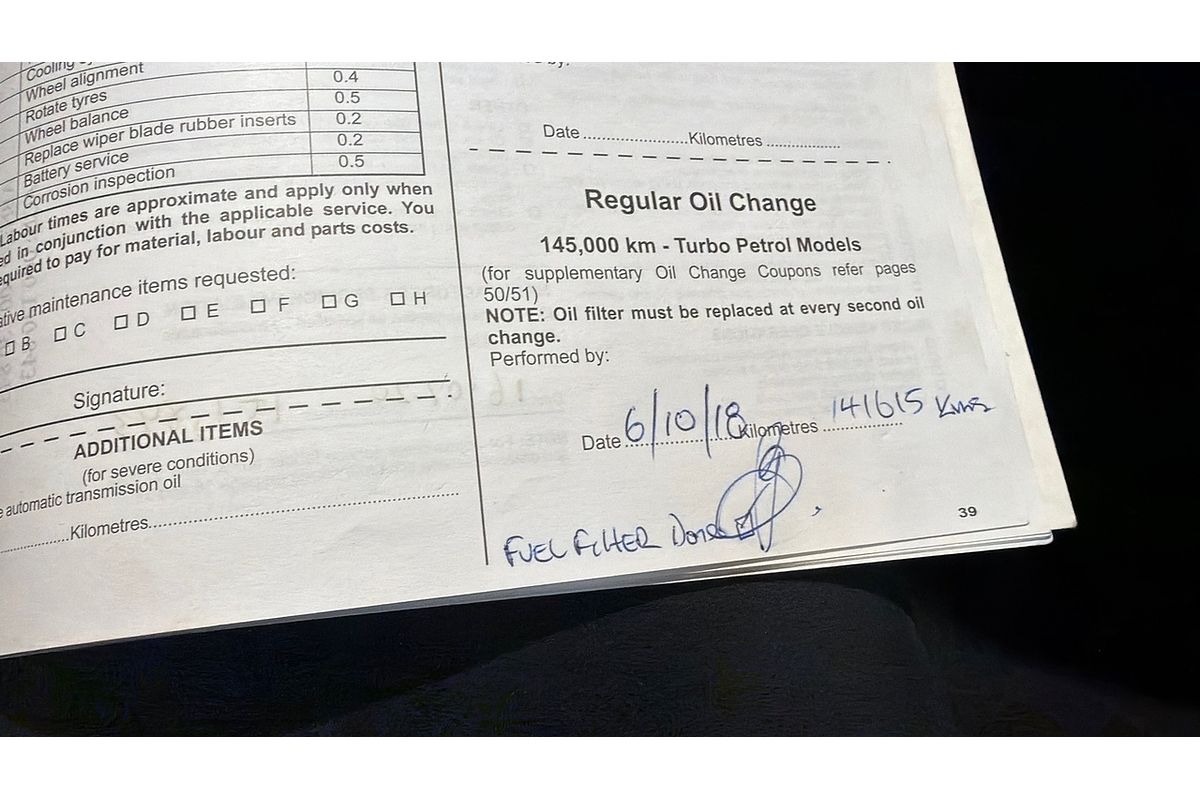 Wheel alignment
0.4
Rotate tyres
0.5
Wheel balance
0.2
Replace wiper blade rubber inserts
0.2
Battery service
0.5
Corrosion inspection
Labour times are approximate and apply only when
in conjunction with the applicable service. You
to pay for material, labour and parts costs.
maintenance items requested:
□ B □ C □ D □ E □ F □ G □ H
Signature:
ADDITIONAL ITEMS
(for severe conditions)
automatic transmission oil
Kilometres
Date ......................Kilometres ................
Regular Oil Change
145,000 km - Turbo Petrol Models
(for supplementary Oil Change Coupons refer pages
50/51)
NOTE: Oil filter must be replaced at every second oil
change.
Performed by:
Date 6/10/18 Kilometres 141615 Kms
FUEL FILTER Done
39